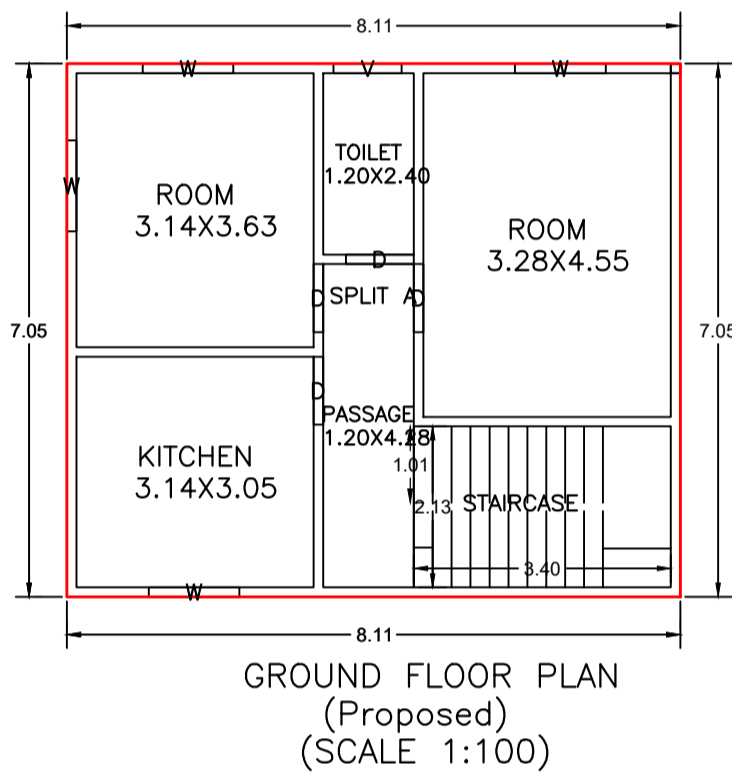 8.11
W
V
W
TOILET
1.20X2.40
W
ROOM
3.14X3.63
ROOM
3.28X4.55
D
D
SPLIT A
D
7.05
7.05
D
PASSAGE
1.20X4.28
KITCHEN
3.14X3.05
1.01
2.13
STAIRCASE
3.40
W
8.11
GROUND FLOOR PLAN
(Proposed)
(SCALE 1:100)